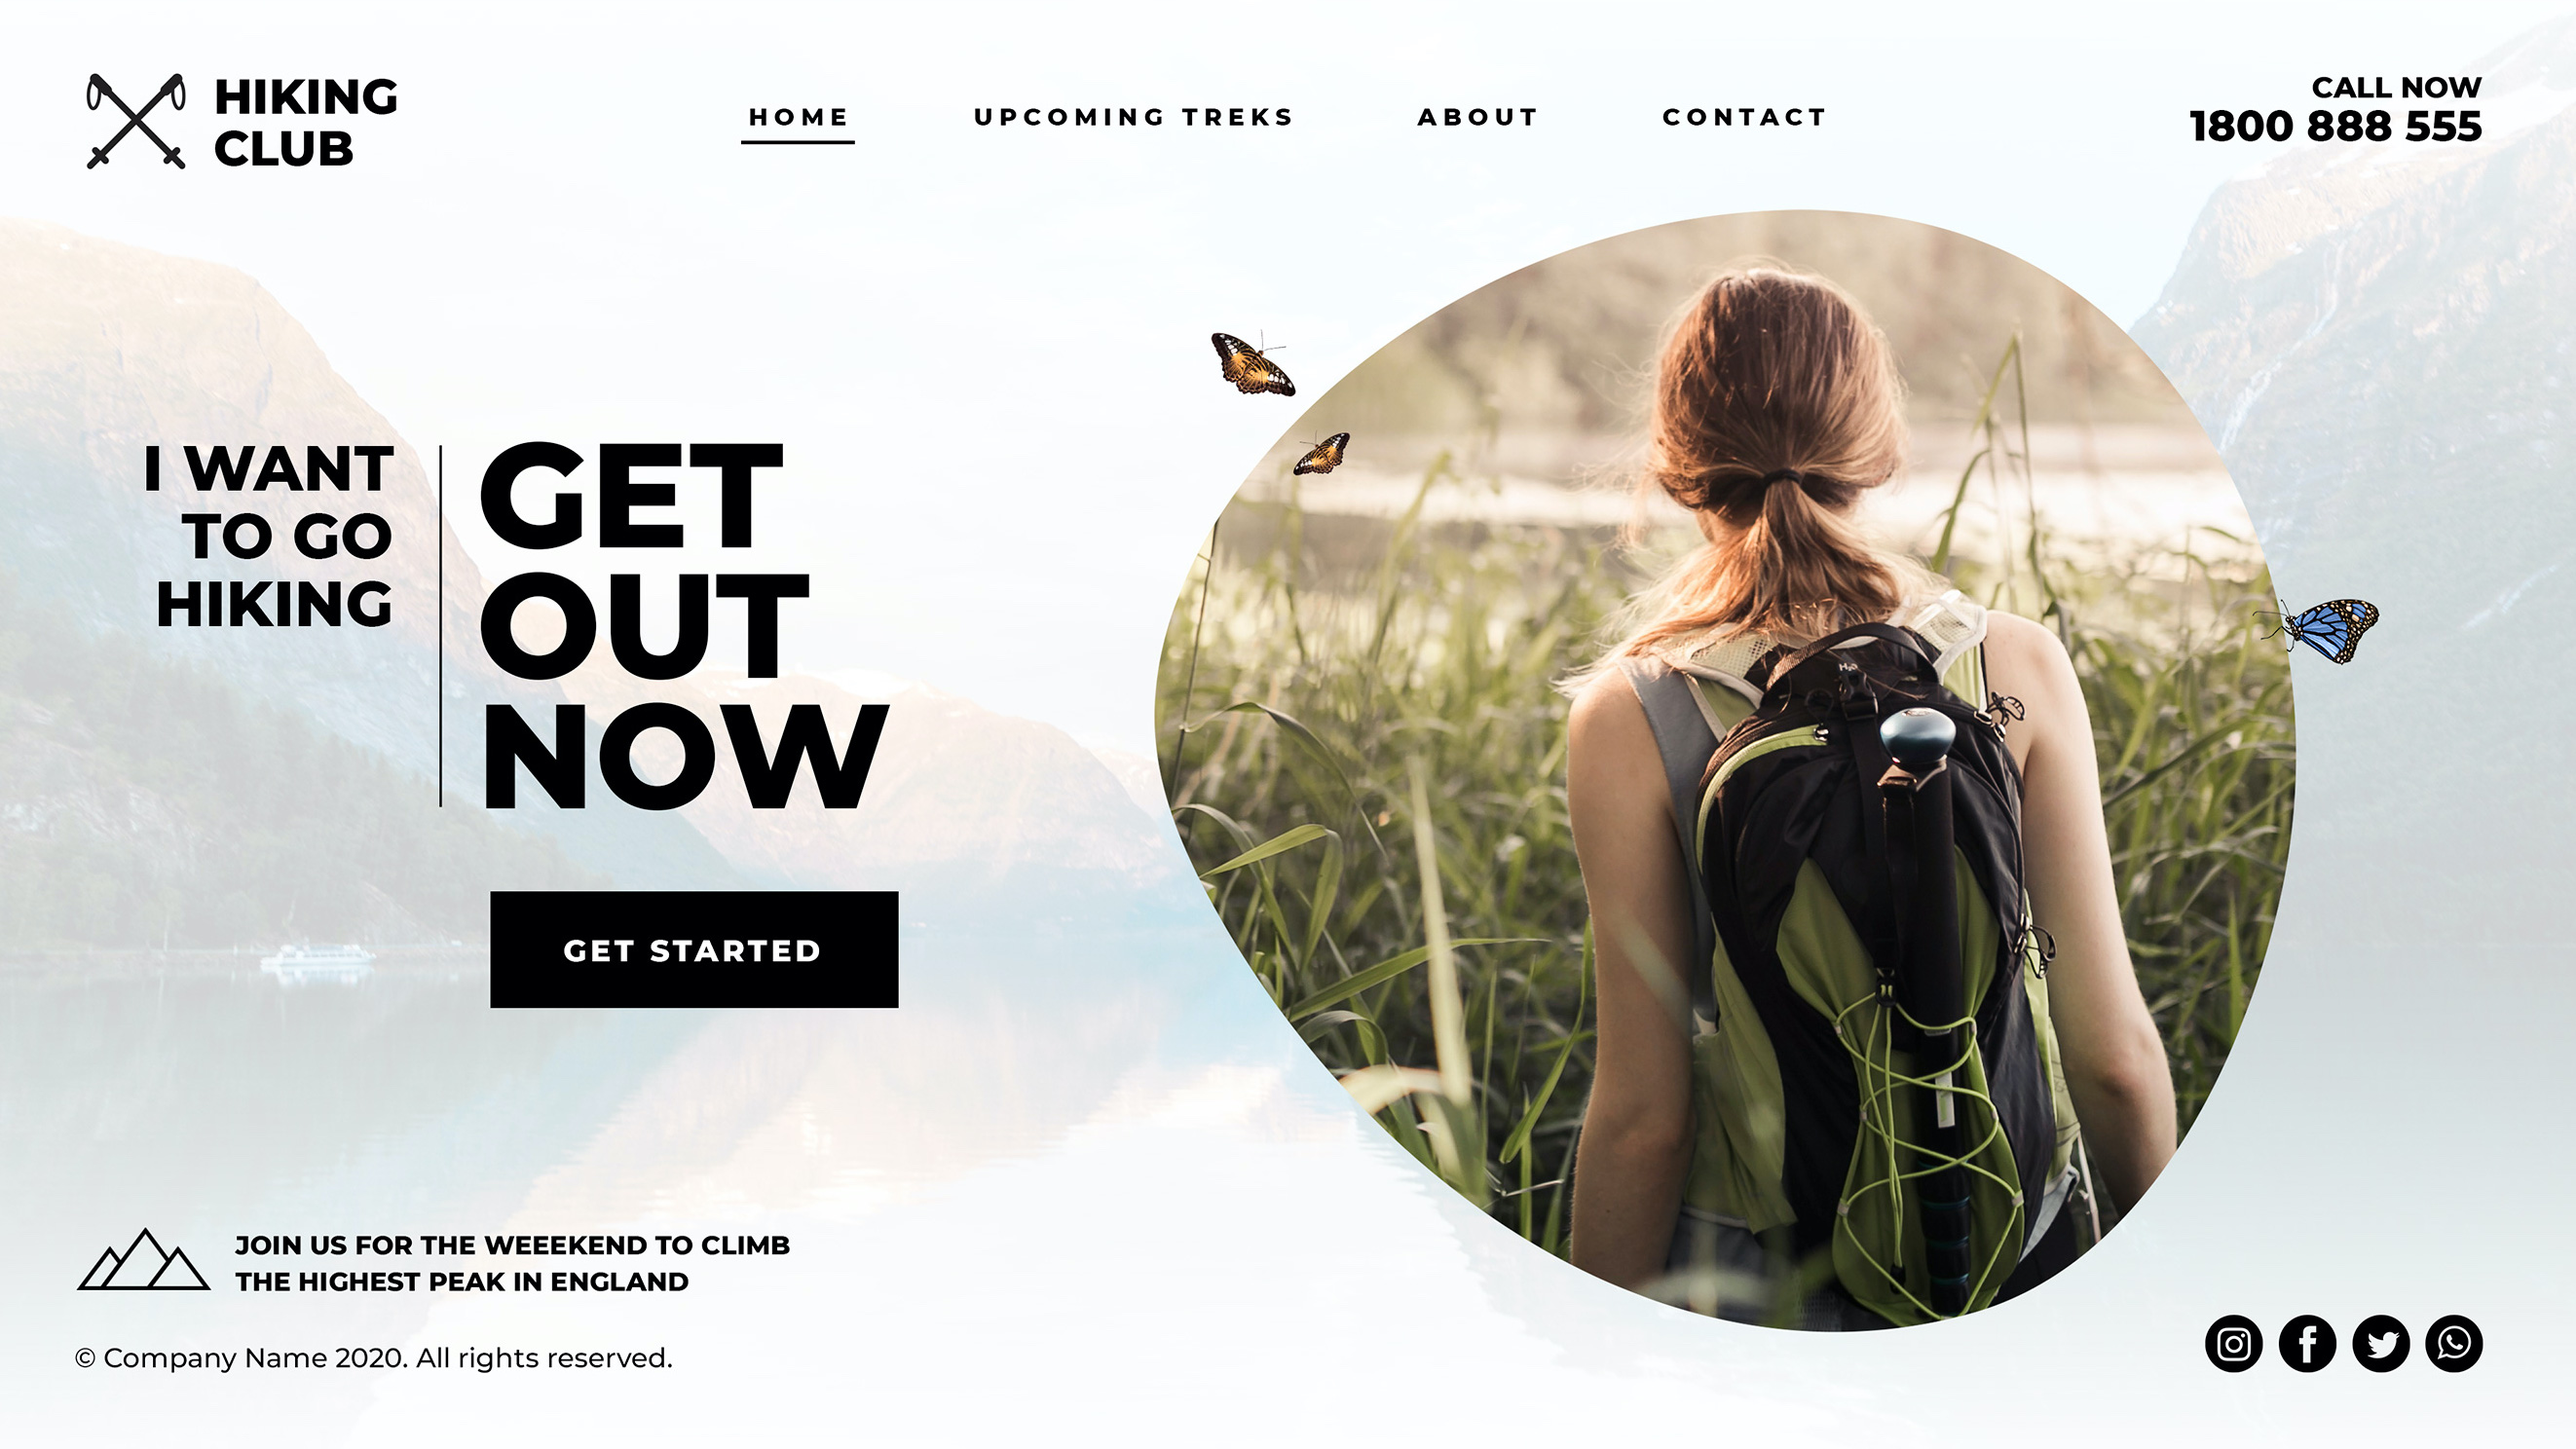 HIKING
CLUB
HOME
UPCOMING TREKS
ABOUT
CONTACT
CALL NOW
1800 888 555
I WANT
TO GO
HIKING
GET
OUT
NOW
GET STARTED
H₂O
JOIN US FOR THE WEEEKEND TO CLIMB
THE HIGHEST PEAK IN ENGLAND
© Company Name 2020. All rights reserved.